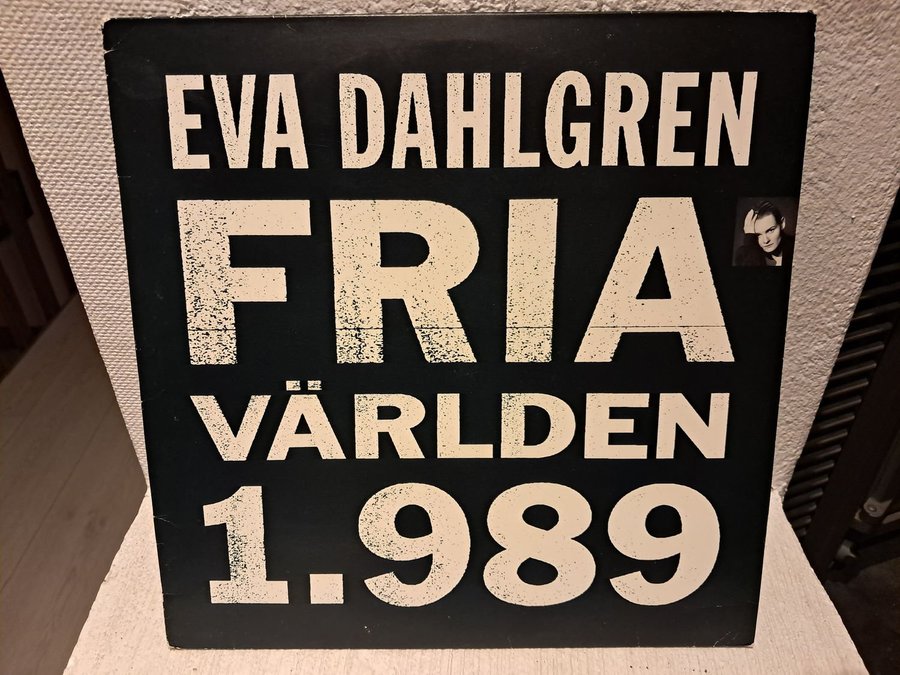 EVA DAHLGREN
FRIA
VÄRLDEN
1.989